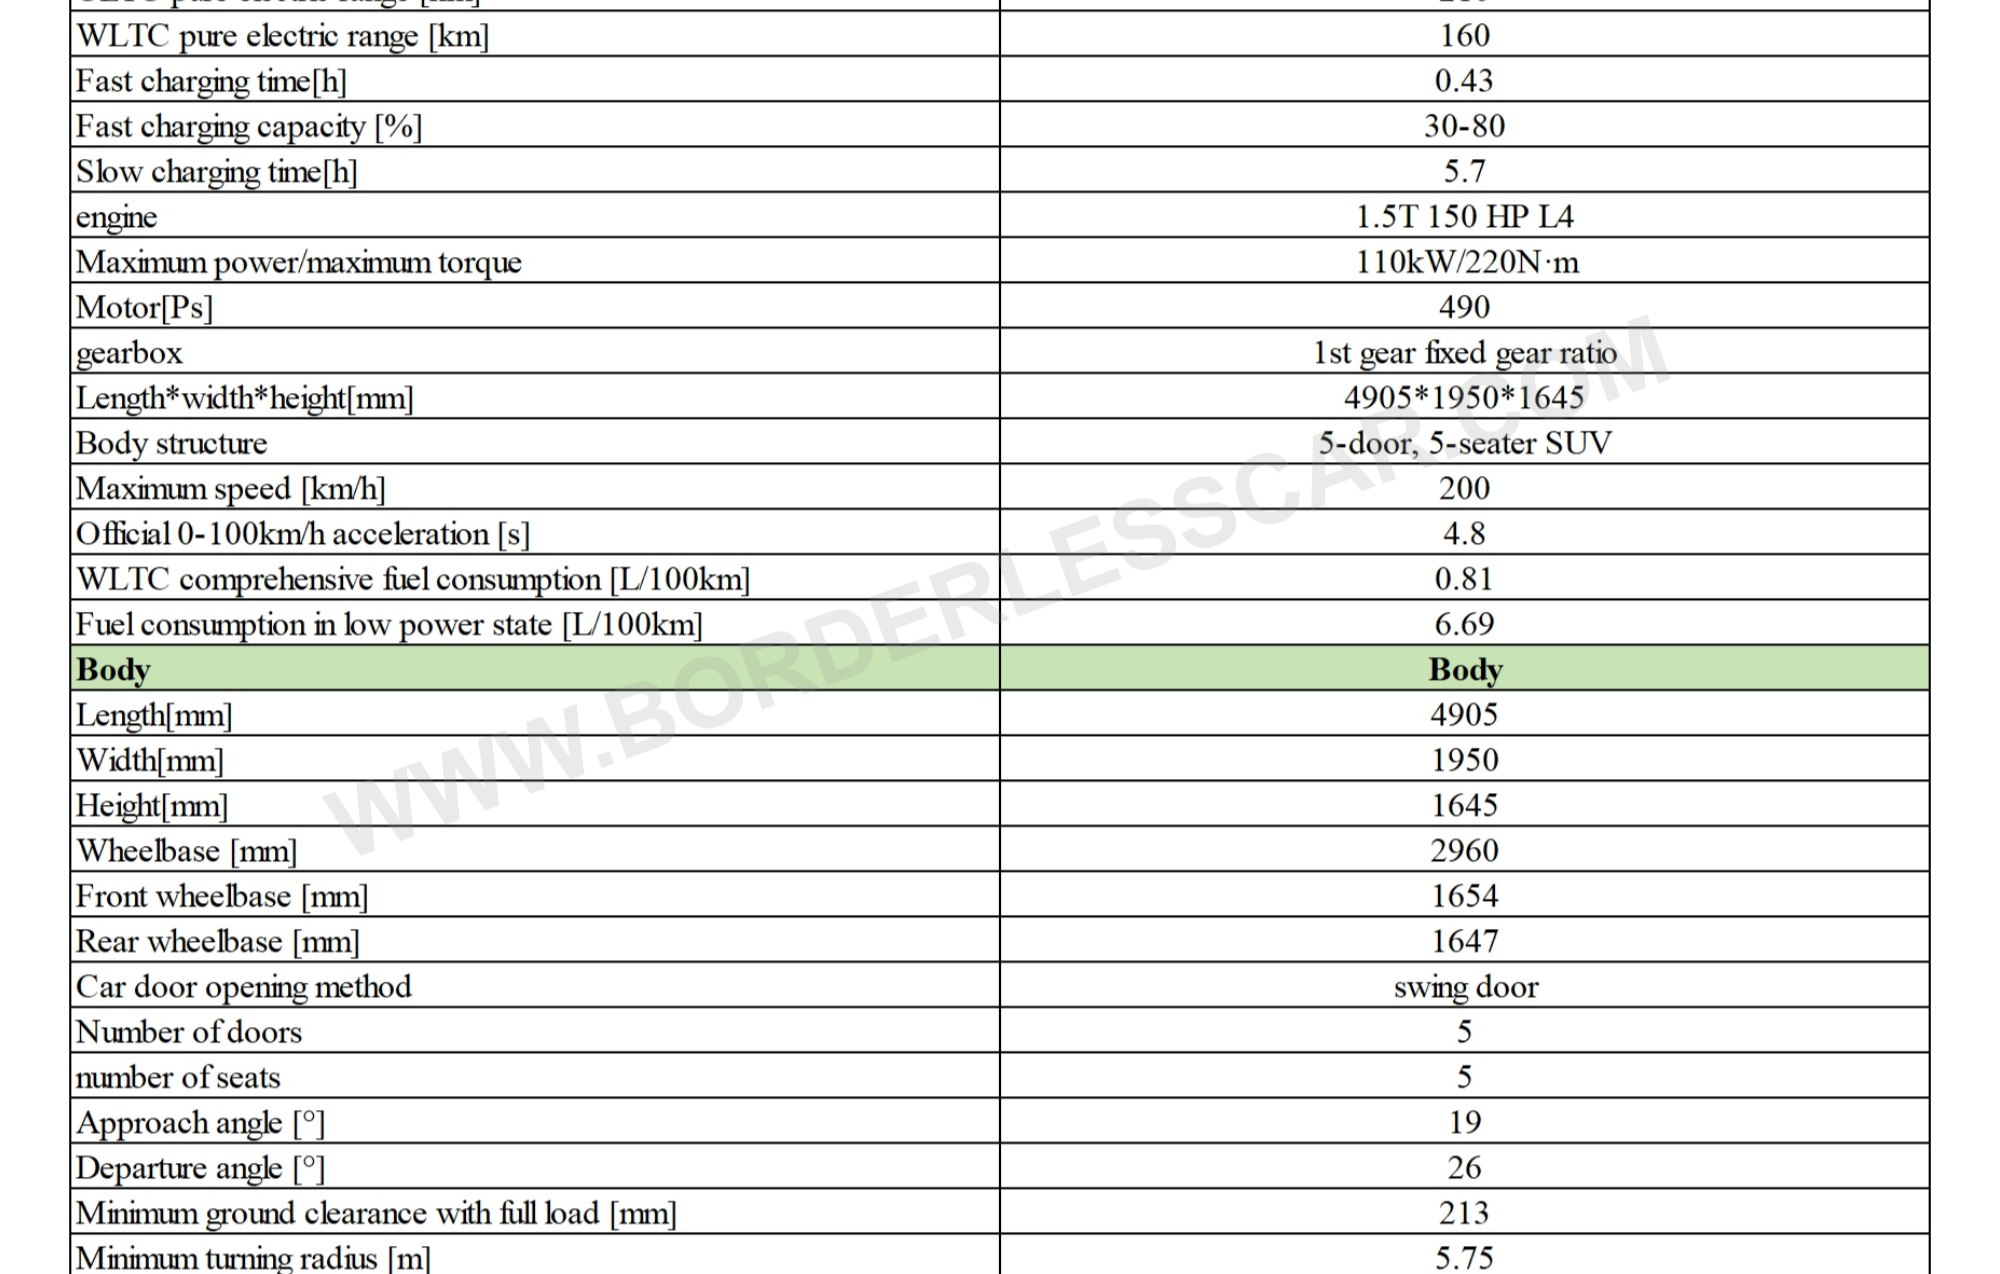 WLTC pure electric range [km] 160
Fast charging time[h] 0.43
Fast charging capacity [%] 30-80
Slow charging time[h] 5.7
engine 1.5T 150 HP L4
Maximum power/maximum torque 110kW/220N·m
Motor[Ps] 490
gearbox 1st gear fixed gear ratio
Length*width*height[mm] 4905*1950*1645
Body structure 5-door, 5-seater SUV
Maximum speed [km/h] 200
Official 0-100km/h acceleration [s] 4.8
WLTC comprehensive fuel consumption [L/100km] 0.81
Fuel consumption in low power state [L/100km] 6.69
Body Body
Length[mm] 4905
Width[mm] 1950
Height[mm] 1645
Wheelbase [mm] 2960
Front wheelbase [mm] 1654
Rear wheelbase [mm] 1647
Car door opening method swing door
Number of doors 5
number of seats 5
Approach angle [°] 19
Departure angle [°] 26
Minimum ground clearance with full load [mm] 213
Minimum turning radius [m] 5.75
WWW.BORDERLESSCAR.COM